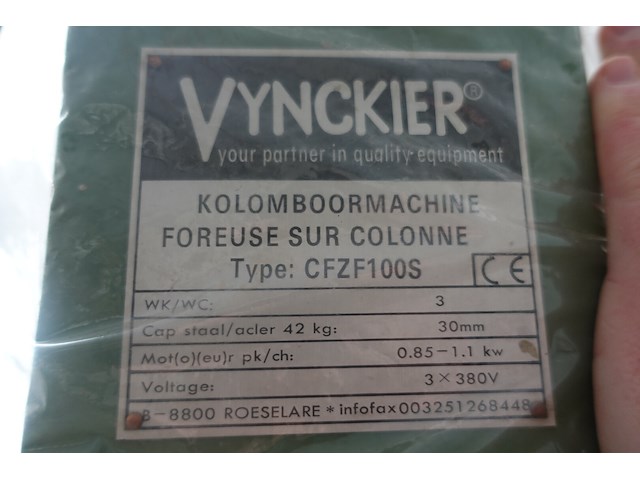 VYNCKIER®
your partner in quality-equipment
KOLOMBOORMACHINE
FOREUSE SUR COLONNE
Type: CFZF100S CE
WK/WC: 3
Cap staal/acler 42 kg: 30mm
Mot(o)(eu)r pk/ch: 0.85-1.1 kw
Voltage: 3×380V
B-8800 ROESELARE * infofax003251268448